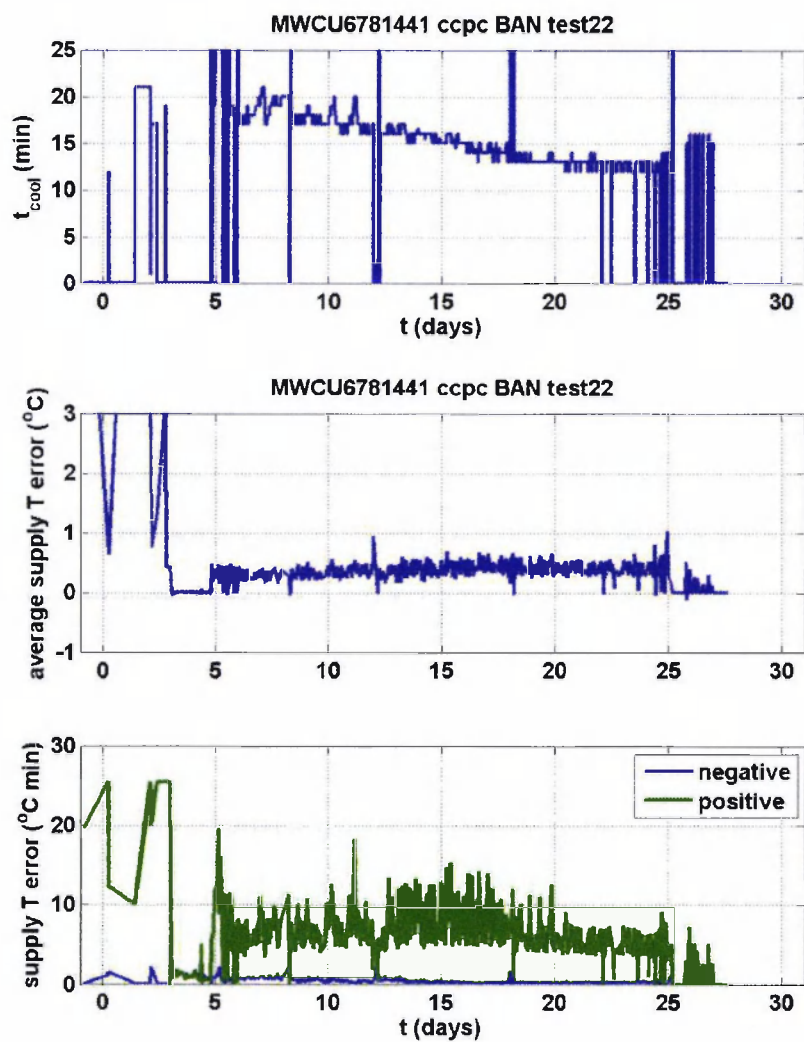 MWCU6781441 ccpc BAN test22
25
20
15
10
5
0
t_cool (min)
0 5 10 15 20 25 30
t (days)
MWCU6781441 ccpc BAN test22
3
2
1
0
-1
average supply T error (°C)
0 5 10 15 20 25 30
30
20
10
0
supply T error (°C min)
negative
positive
0 5 10 15 20 25 30
t (days)